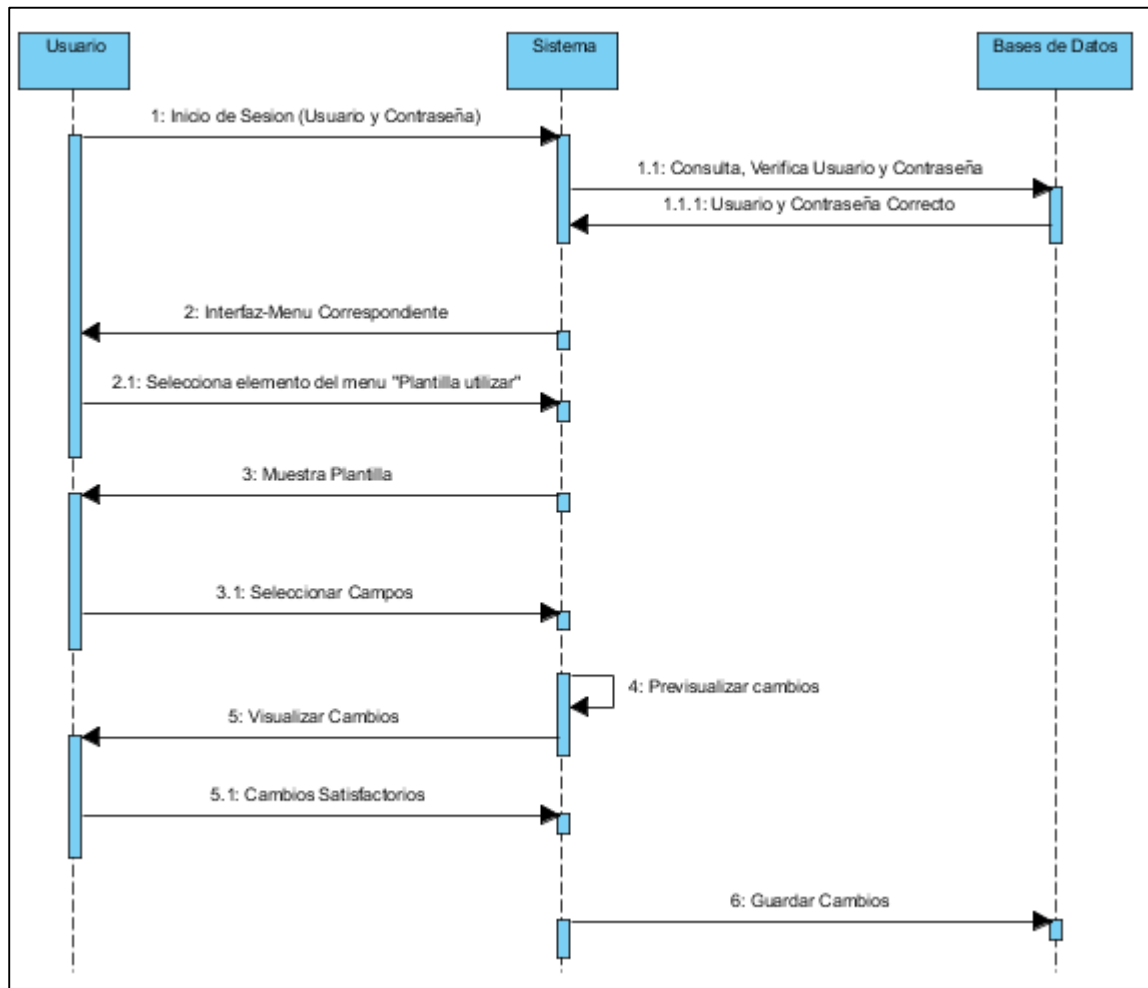 Usuario
Sistema
Bases de Datos
1: Inicio de Sesion (Usuario y Contraseña)
1.1: Consulta, Verifica Usuario y Contraseña
1.1.1: Usuario y Contraseña Correcto
2: Interfaz-Menu Correspondiente
2.1: Selecciona elemento del menu "Plantilla utilizar"
3: Muestra Plantilla
3.1: Seleccionar Campos
4: Previsualizar cambios
5: Visualizar Cambios
5.1: Cambios Satisfactorios
6: Guardar Cambios